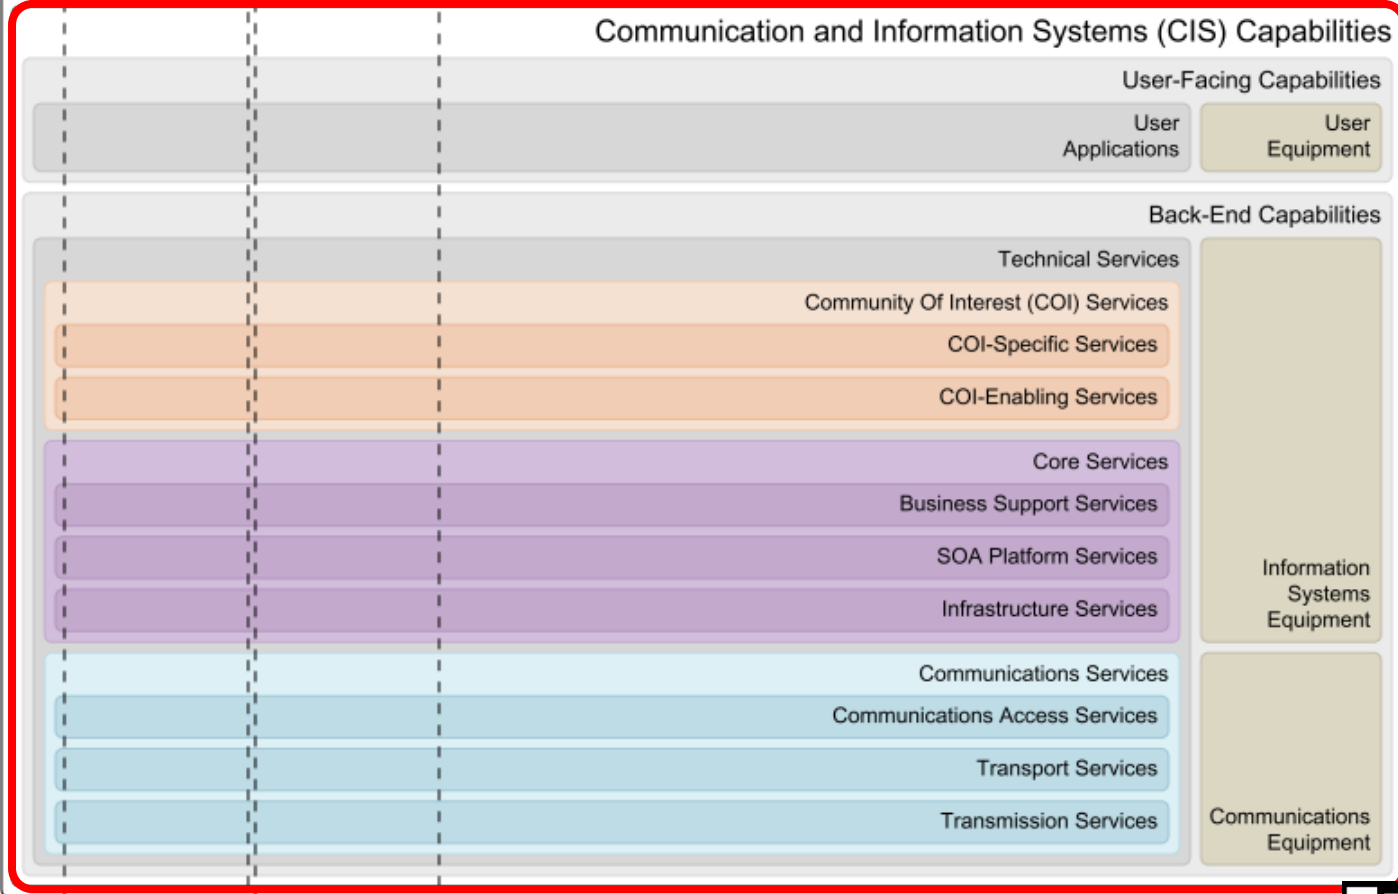 Communication and Information Systems (CIS) Capabilities
User-Facing Capabilities
User
Applications
User
Equipment
Back-End Capabilities
Technical Services
Community Of Interest (COI) Services
COI-Specific Services
COI-Enabling Services
Core Services
Business Support Services
SOA Platform Services
Infrastructure Services
Information
Systems
Equipment
Communications Services
Communications Access Services
Transport Services
Transmission Services
Communications
Equipment